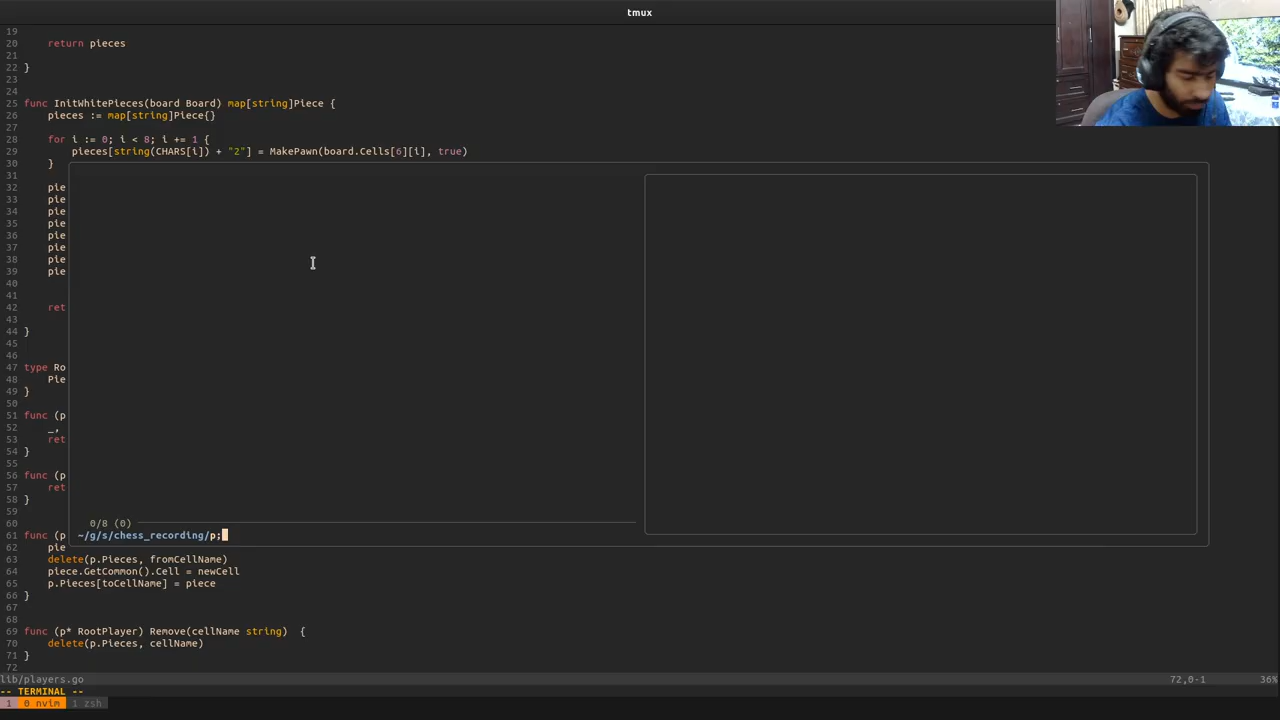 tmux
19
20 return pieces
21
22 }
23
24
25 func InitWhitePieces(board Board) map[string]Piece {
26 pieces := map[string]Piece{}
27
28 for i := 0; i < 8; i += 1 {
29 pieces[string(CHARS[i]) + "2"] = MakePawn(board.Cells[6][i], true)
30 }
31
32 pie
33 pie
34 pie
35 pie
36 pie
37 pie
38 pie
39 pie
40
41
42 ret
43
44 }
45
46
47 type Ro
48 Pie
49 }
50
51 func (p
52 _,
53 ret
54 }
55
56 func (p
57 ret
58 }
59
60 0/8 (0)
61 func (p ~/g/s/chess_recording/p;
62 pie
63 delete(p.Pieces, fromCellName)
64 piece.GetCommon().Cell = newCell
65 p.Pieces[toCellName] = piece
66 }
67
68
69 func (p* RootPlayer) Remove(cellName string) {
70 delete(p.Pieces, cellName)
71 }
72
lib/players.go 72,0-1 36%
-- TERMINAL --
1 0 nvim 1 zsh